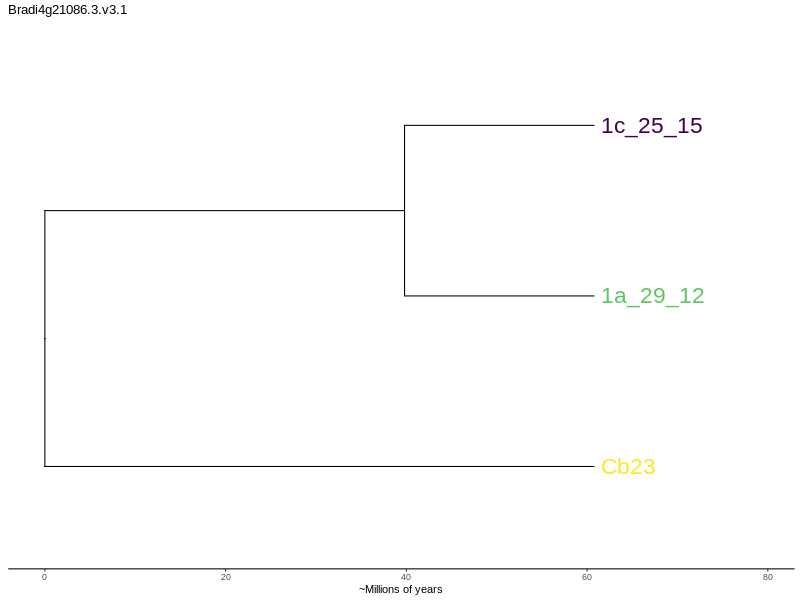 Bradi4g21086.3.v3.1
1c_25_15
1a_29_12
Cb23
0 20 40 60 80
~Millions of years